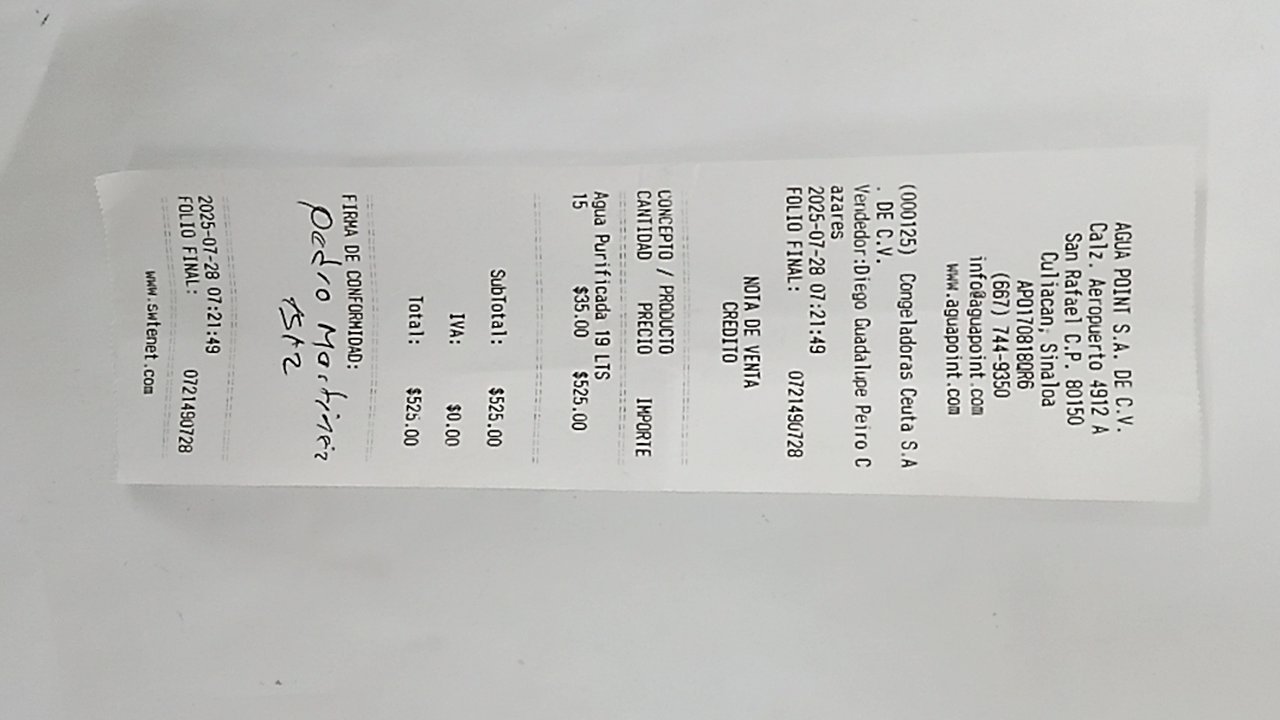 AGUA POINT S.A. DE C.V.
Calz. Aeropuerto 4912 A
San Rafael C.P. 80150
Culiacan, Sinaloa
APO170818QR6
(667) 744-9350
info@aguapoint.com
www.aguapoint.com
(000125) Congeladoras Ceuta S.A
. DE C.V.
Vendedor:Diego Guadalupe Peiro C
azares
2025-07-28 07:21:49
FOLIO FINAL: 0721490728
NOTA DE VENTA
CREDITO
CONCEPTO / PRODUCTO
CANTIDAD PRECIO IMPORTE
Agua Purificada 19 LTS
15 $35.00 $525.00
SubTotal: $525.00
IVA: $0.00
Total: $525.00
FIRMA DE CONFORMIDAD:
pedro Martinez
2025-07-28 07:21:49
FOLIO FINAL: 0721490728
www.swfenet.com